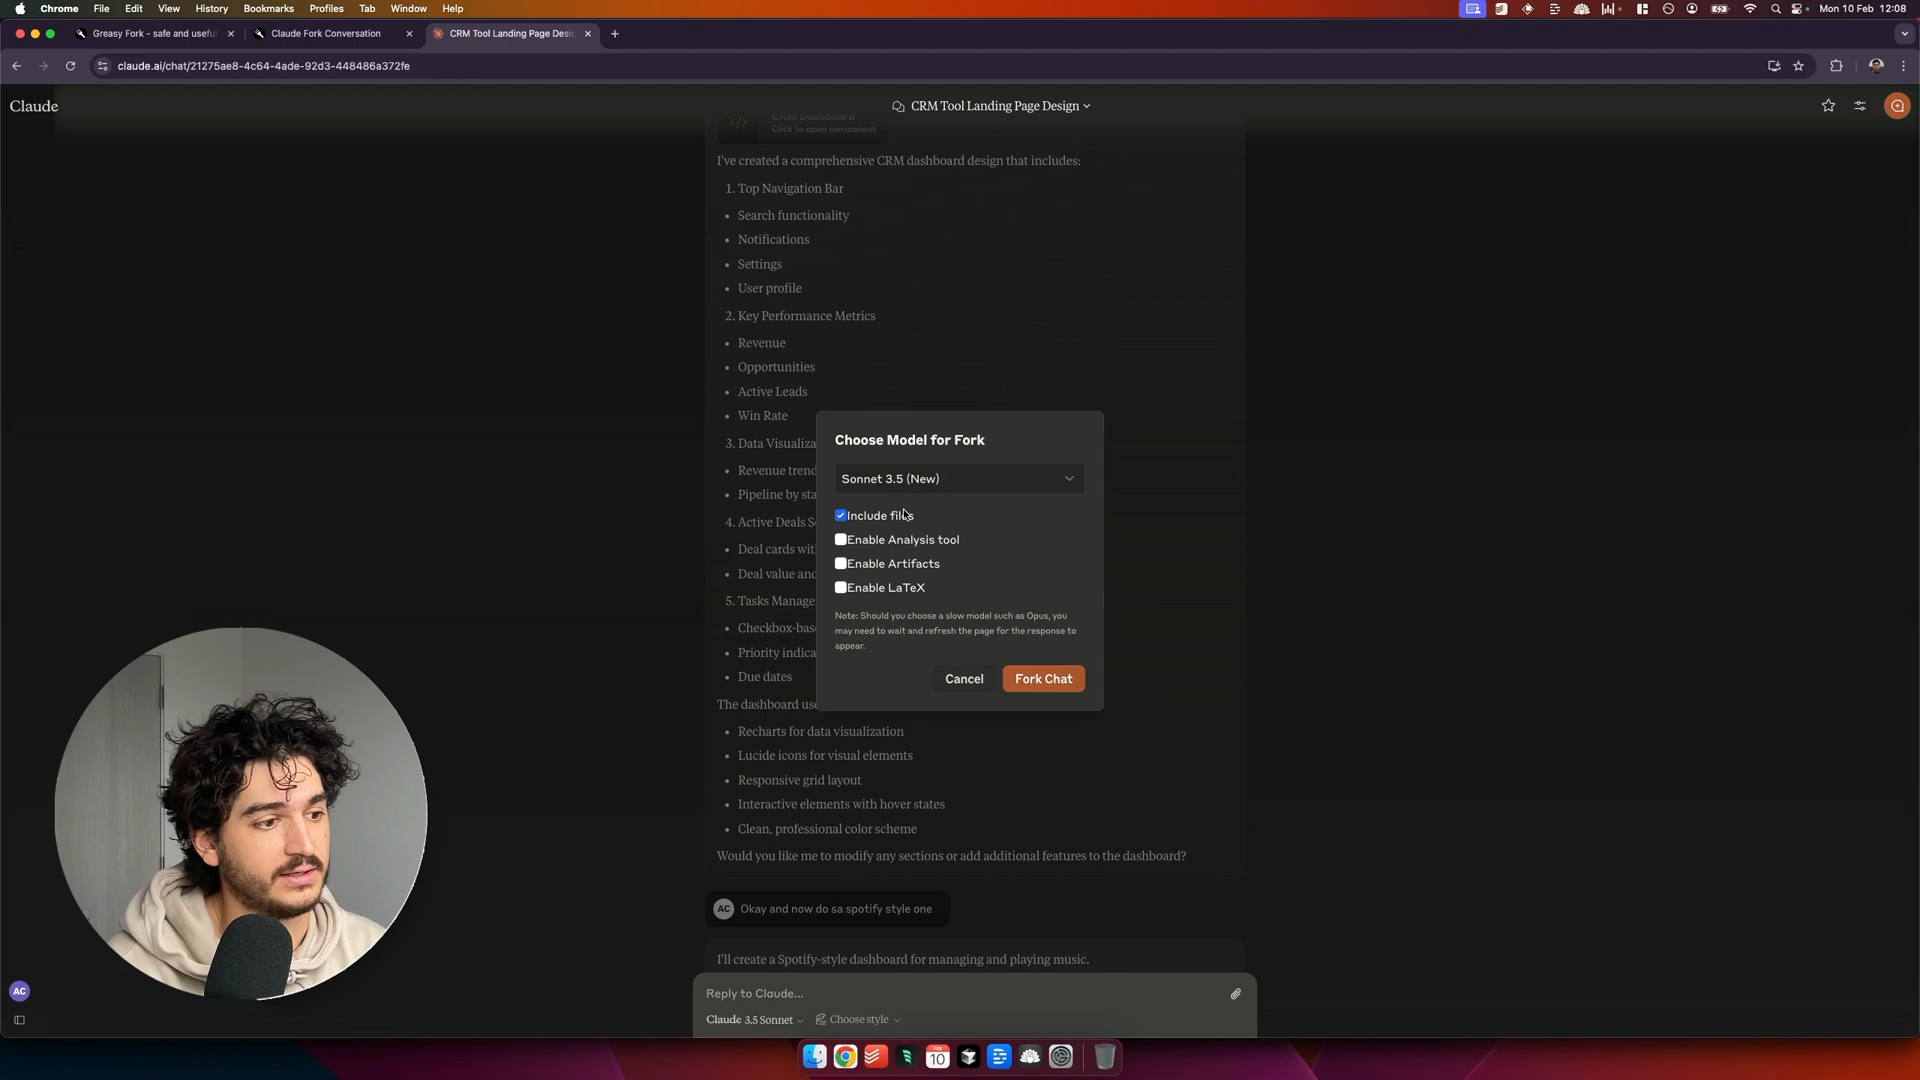 Chrome File Edit View History Bookmarks Profiles Tab Window Help
10 Mon 10 Feb 12:08
Greasy Fork - safe and useful
Claude Fork Conversation
CRM Tool Landing Page Desi
claude.ai/chat/21275ae8-4c64-4ade-92d3-448486a372fe
Claude
CRM Tool Landing Page Design
CRM Dashboard
Click to open component
I've created a comprehensive CRM dashboard design that includes:
1. Top Navigation Bar
• Search functionality
• Notifications
• Settings
• User profile
2. Key Performance Metrics
• Revenue
• Opportunities
• Active Leads
• Win Rate
3. Data Visualiza
• Revenue trend
• Pipeline by sta
4. Active Deals S
• Deal cards wit
• Deal value and
5. Tasks Manage
• Checkbox-bas
• Priority indica
• Due dates
The dashboard use
• Recharts for data visualization
• Lucide icons for visual elements
• Responsive grid layout
• Interactive elements with hover states
• Clean, professional color scheme
Would you like me to modify any sections or add additional features to the dashboard?
Choose Model for Fork
Sonnet 3.5 (New)
Include files
Enable Analysis tool
Enable Artifacts
Enable LaTeX
Note: Should you choose a slow model such as Opus, you
may need to wait and refresh the page for the response to
appear.
Cancel Fork Chat
AC Okay and now do sa spotify style one
I'll create a Spotify-style dashboard for managing and playing music.
Reply to Claude...
Claude 3.5 Sonnet Choose style
AC
FEB
10